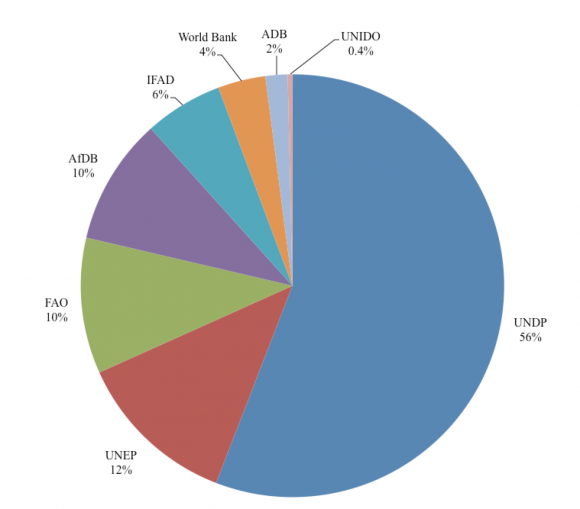 UNDP
56%
UNEP
12%
FAO
10%
AfDB
10%
IFAD
6%
World Bank
4%
ADB
2%
UNIDO
0.4%